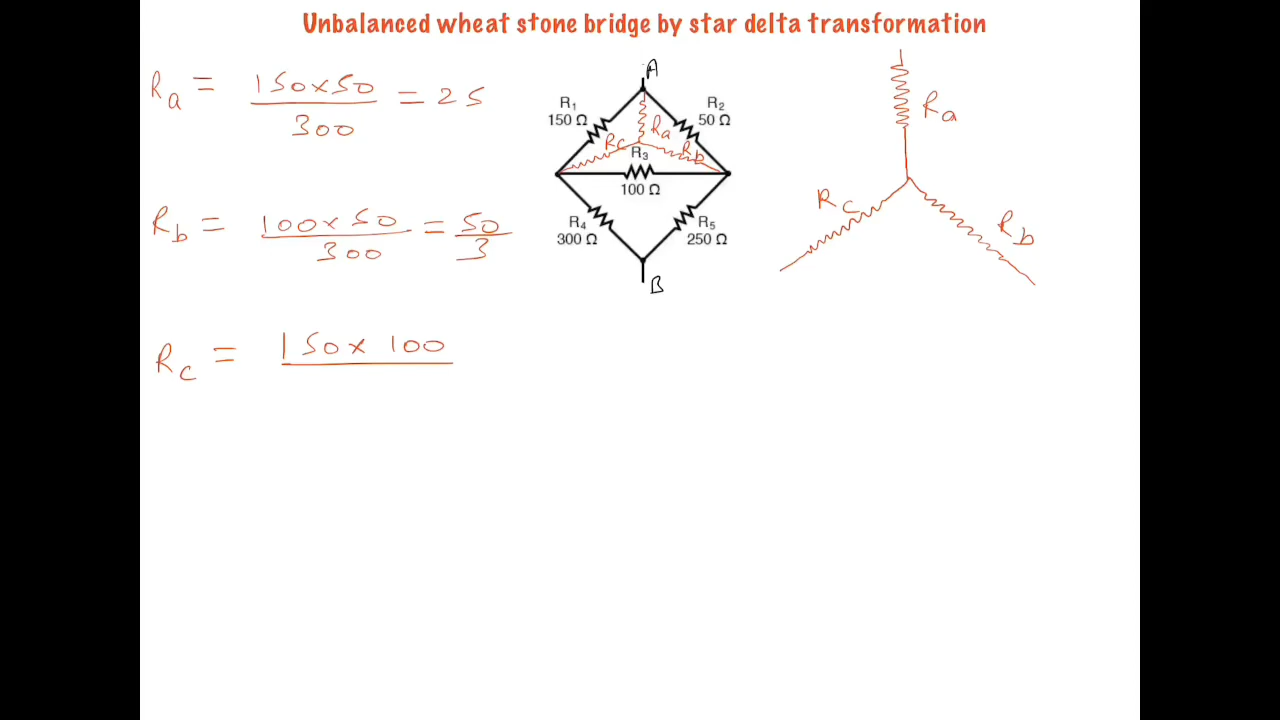 Unbalanced wheat stone bridge by star delta transformation
Ra = 150 x 50 / 300 = 25
Rb = 100 x 50 / 300 = 50 / 3
Rc = 150 x 100
A
R1
150 Ω
R2
50 Ω
Ra
Rc
Rb
R3
100 Ω
R4
300 Ω
R5
250 Ω
B
Ra
Rc
Rb